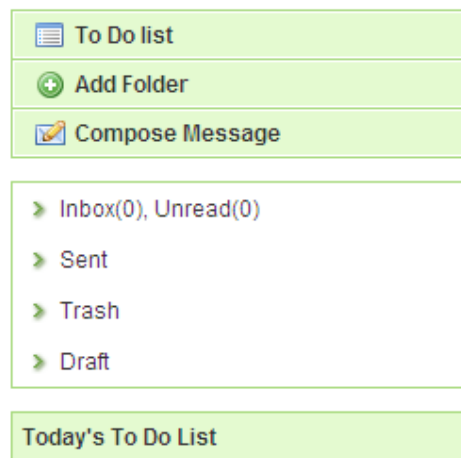 To Do list
Add Folder
Compose Message
Inbox(0), Unread(0)
Sent
Trash
Draft
Today's To Do List